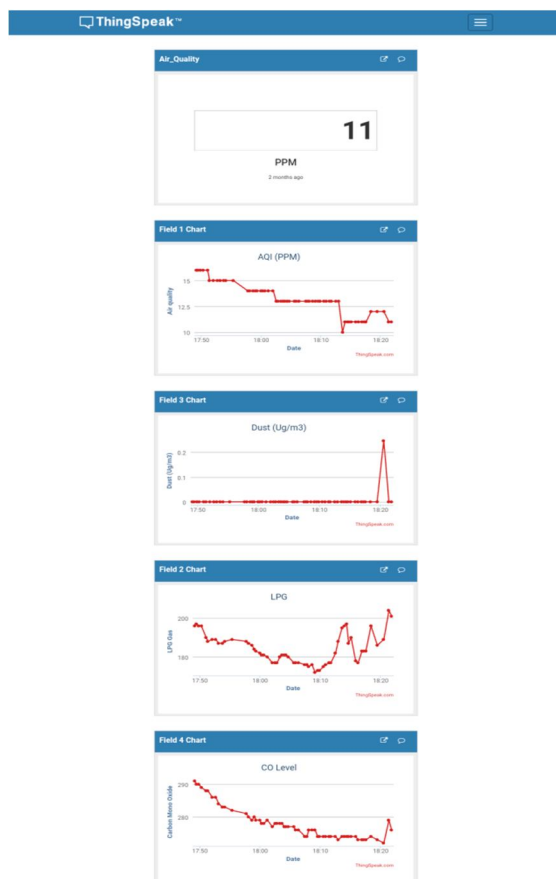 ThingSpeak™
Air_Quality
11
PPM
2 months ago
Field 1 Chart
AQI (PPM)
Air quality
15
12.5
10
17:50 18:00 18:10 18:20
Date
ThingSpeak.com
Field 3 Chart
Dust (Ug/m3)
Dust (Ug/m3)
0.2
0.1
0
17:50 18:00 18:10 18:20
Date
ThingSpeak.com
Field 2 Chart
LPG
LPG Gas
200
180
17:50 18:00 18:10 18:20
Date
ThingSpeak.com
Field 4 Chart
CO Level
Carbon Mono Oxide
290
280
17:50 18:00 18:10 18:20
Date
ThingSpeak.com